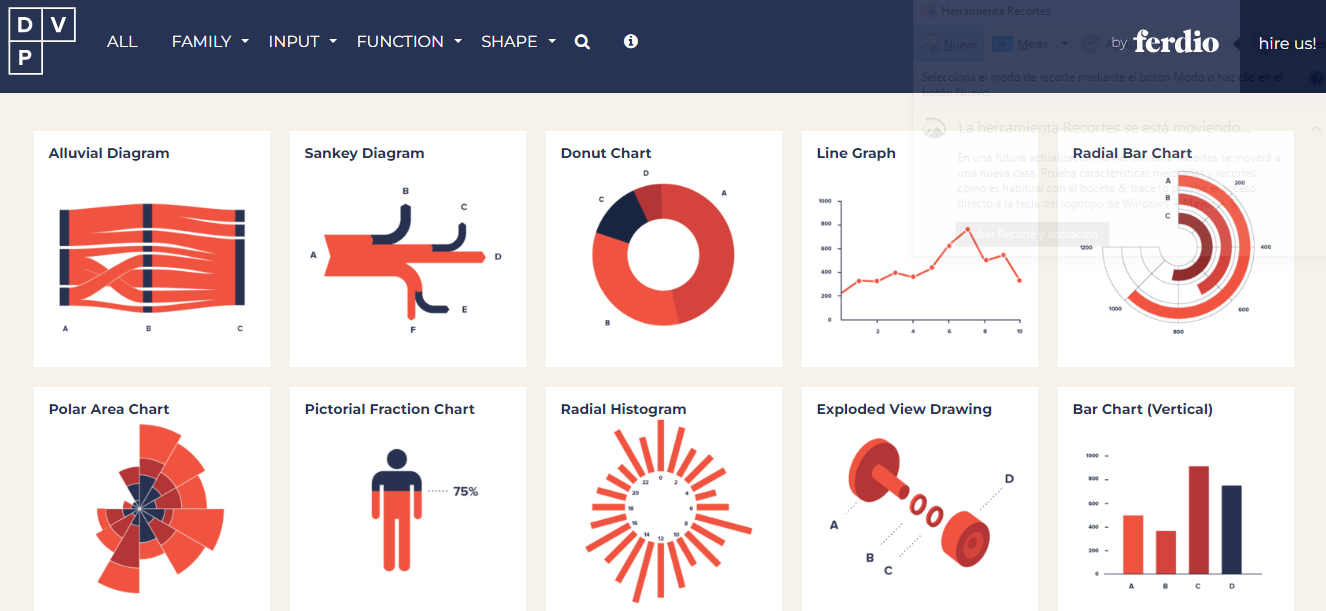 D V
P
ALL FAMILY INPUT FUNCTION SHAPE
by ferdio
hire us!
Herramienta Recortes
Nuevo Modo
Selecciona el modo de recorte mediante el botón Modo o haz clic en el
botón Nuevo.
La herramienta Recortes se está moviendo...
En una futura actualización
Recortes se moverá a
una nueva casa. Prueba características
y recortes
como es habitual con el boceto & trace (o
directo a la tecla del logotipo de Windows
Recorte y anotación
Alluvial Diagram
A B C
Sankey Diagram
A B C D E F
Donut Chart
D A C B
Line Graph
1000
800
600
400
200
0
2 4 6 8 10
Radial Bar Chart
A
B
C
200
400
600
800
1000
1200
Polar Area Chart
Pictorial Fraction Chart
75%
Radial Histogram
0 2 4 6 8 10 12 14 16 18 20 22
Exploded View Drawing
A B C D
Bar Chart (Vertical)
1000
800
600
400
200
0
A B C D